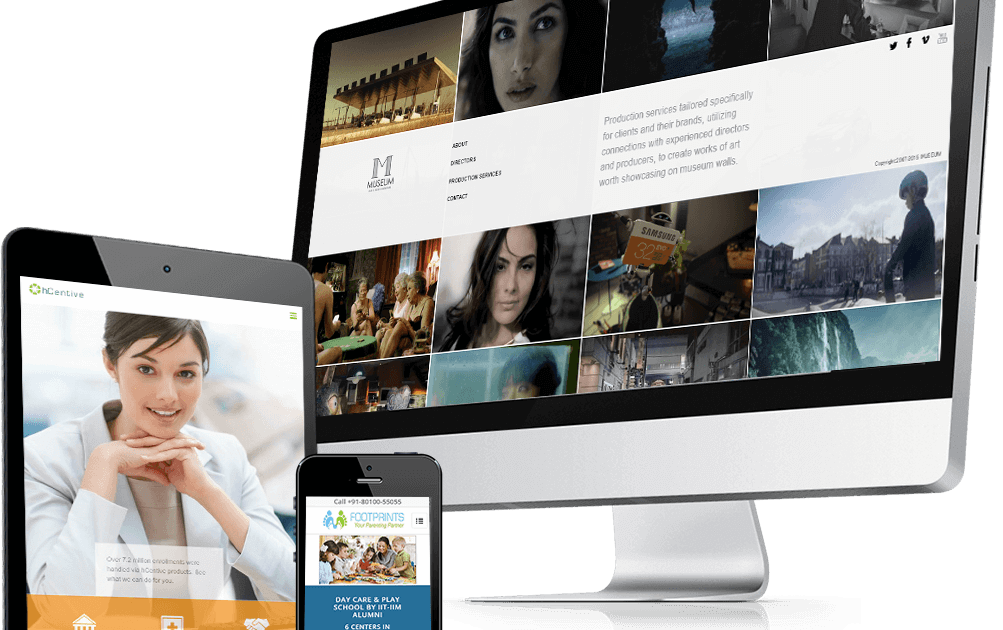 ABOUT
DIRECTORS
PRODUCTION SERVICES
CONTACT
M
MUSEUM
Production services tailored specifically
for clients and their brands, utilizing
connections with experienced directors
and producers, to create works of art
worth showcasing on museum walls.
Copyright2007-2015 MUSEUM
SAMSUNG
32
hCentive
Over 7.2 million enrollments were
handled via hCentive products. See
what we can do for you.
Call +91-80100-55055
FOOTPRINTS
Your Parenting Partner
DAY CARE & PLAY
SCHOOL BY IIT-IIM
ALUMNI
6 CENTERS IN